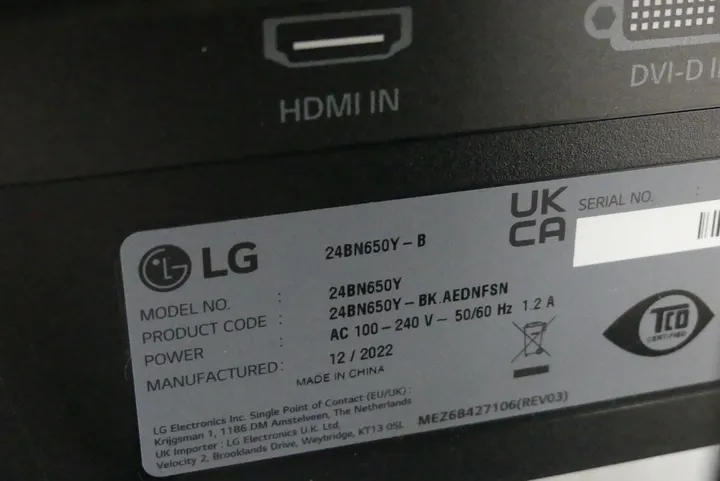 HDMI IN
DVI-D I
LG
24BN650Y-B
UK
CA
SERIAL NO. :
MODEL NO. : 24BN650Y
PRODUCT CODE : 24BN650Y-BK.AEDNFSN
POWER : AC 100-240 V- 50/60 Hz 1.2 A
MANUFACTURED: 12 / 2022
MADE IN CHINA
TCO
CERTIFIED
LG Electronics Inc. Single Point of Contact (EU/UK) :
Krijgsman 1, 1186 DM Amstelveen, The Netherlands
UK Importer : LG Electronics U.K. Ltd,
Velocity 2, Brooklands Drive, Weybridge, KT13 0SL
MEZ68427106(REV03)